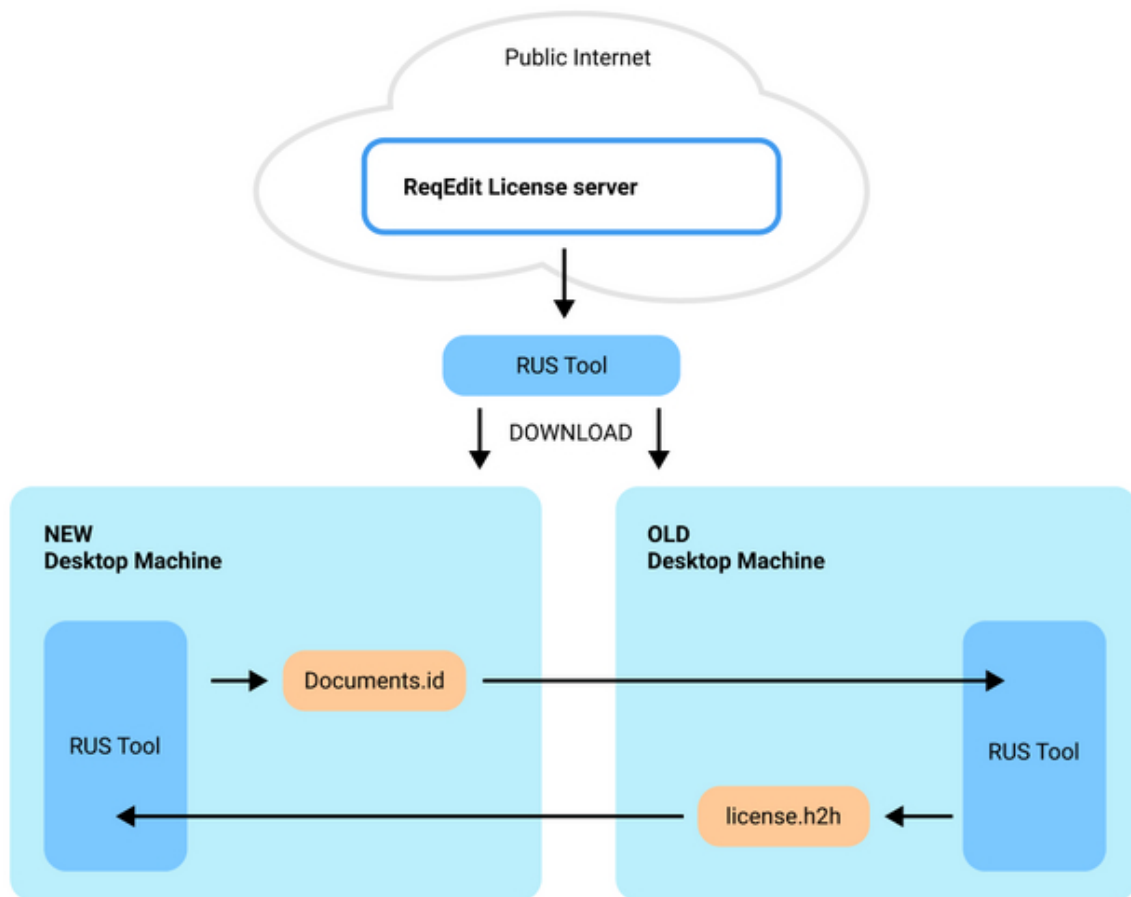 Public Internet
ReqEdit License server
RUS Tool
DOWNLOAD
NEW
Desktop Machine
OLD
Desktop Machine
Documents.id
RUS Tool
RUS Tool
license.h2h